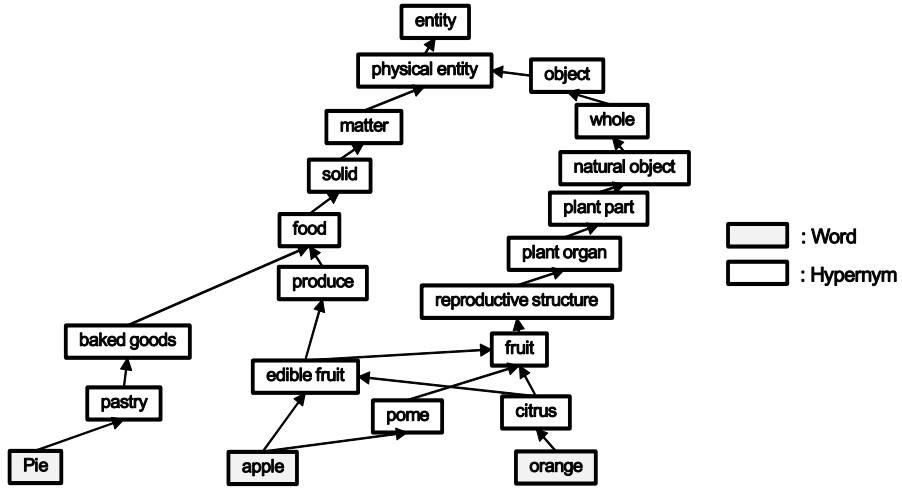 entity
physical entity
object
matter
whole
solid
natural object
plant part
food
: Word
plant organ
: Hypernym
produce
reproductive structure
baked goods
fruit
edible fruit
pastry
pome
citrus
Pie
apple
orange